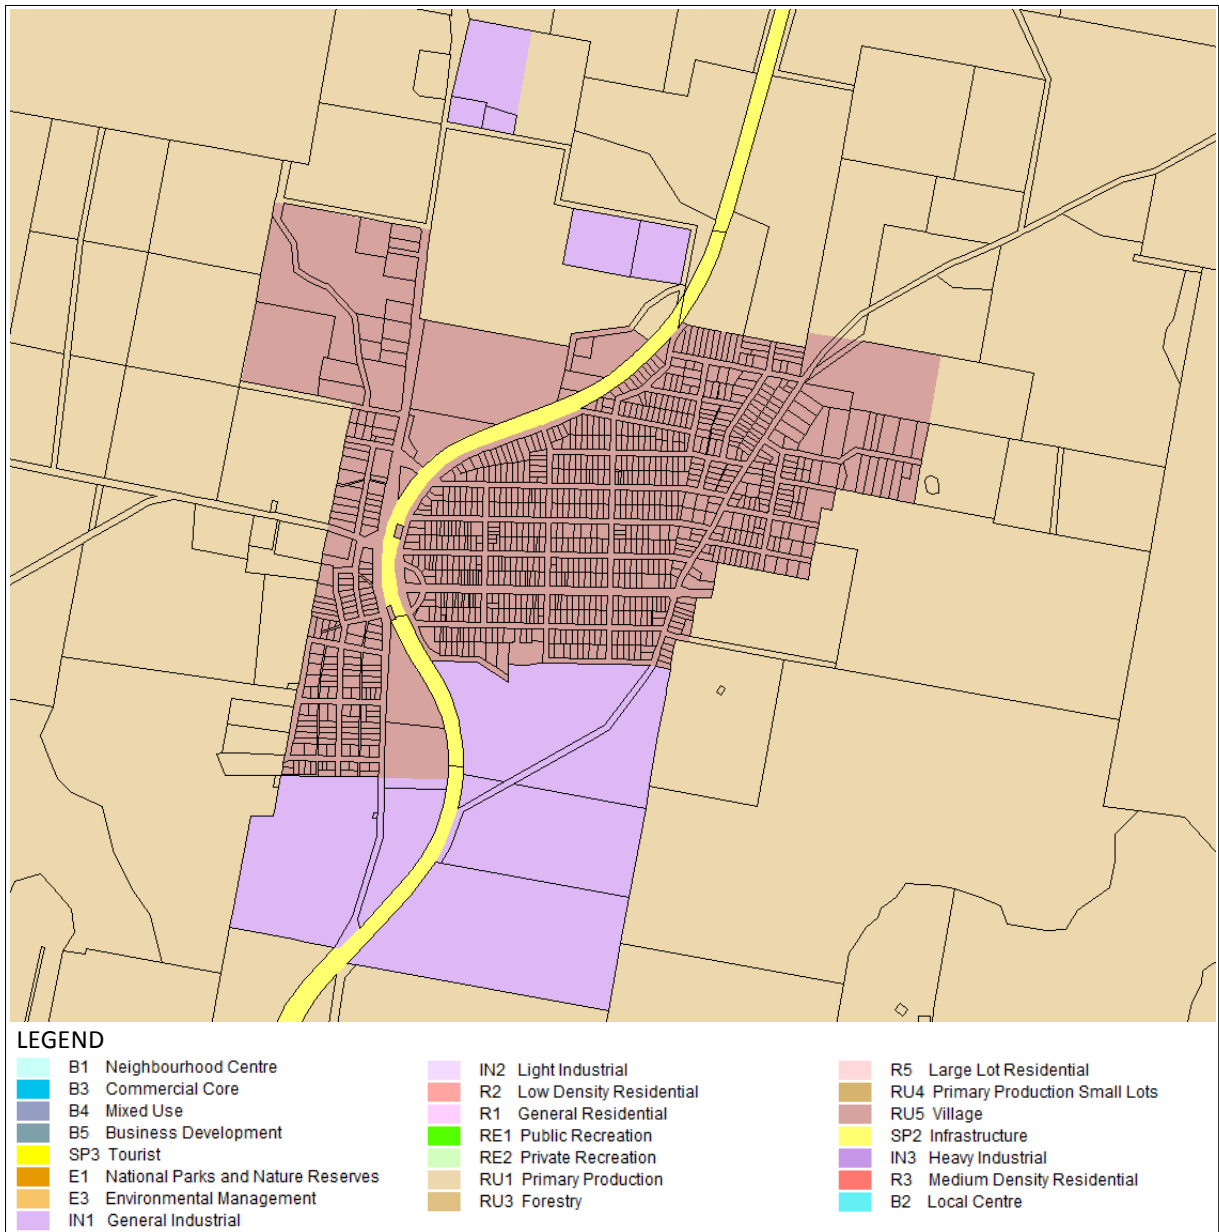 LEGEND
B1 Neighbourhood Centre
B3 Commercial Core
B4 Mixed Use
B5 Business Development
SP3 Tourist
E1 National Parks and Nature Reserves
E3 Environmental Management
IN1 General Industrial
IN2 Light Industrial
R2 Low Density Residential
R1 General Residential
RE1 Public Recreation
RE2 Private Recreation
RU1 Primary Production
RU3 Forestry
R5 Large Lot Residential
RU4 Primary Production Small Lots
RU5 Village
SP2 Infrastructure
IN3 Heavy Industrial
R3 Medium Density Residential
B2 Local Centre